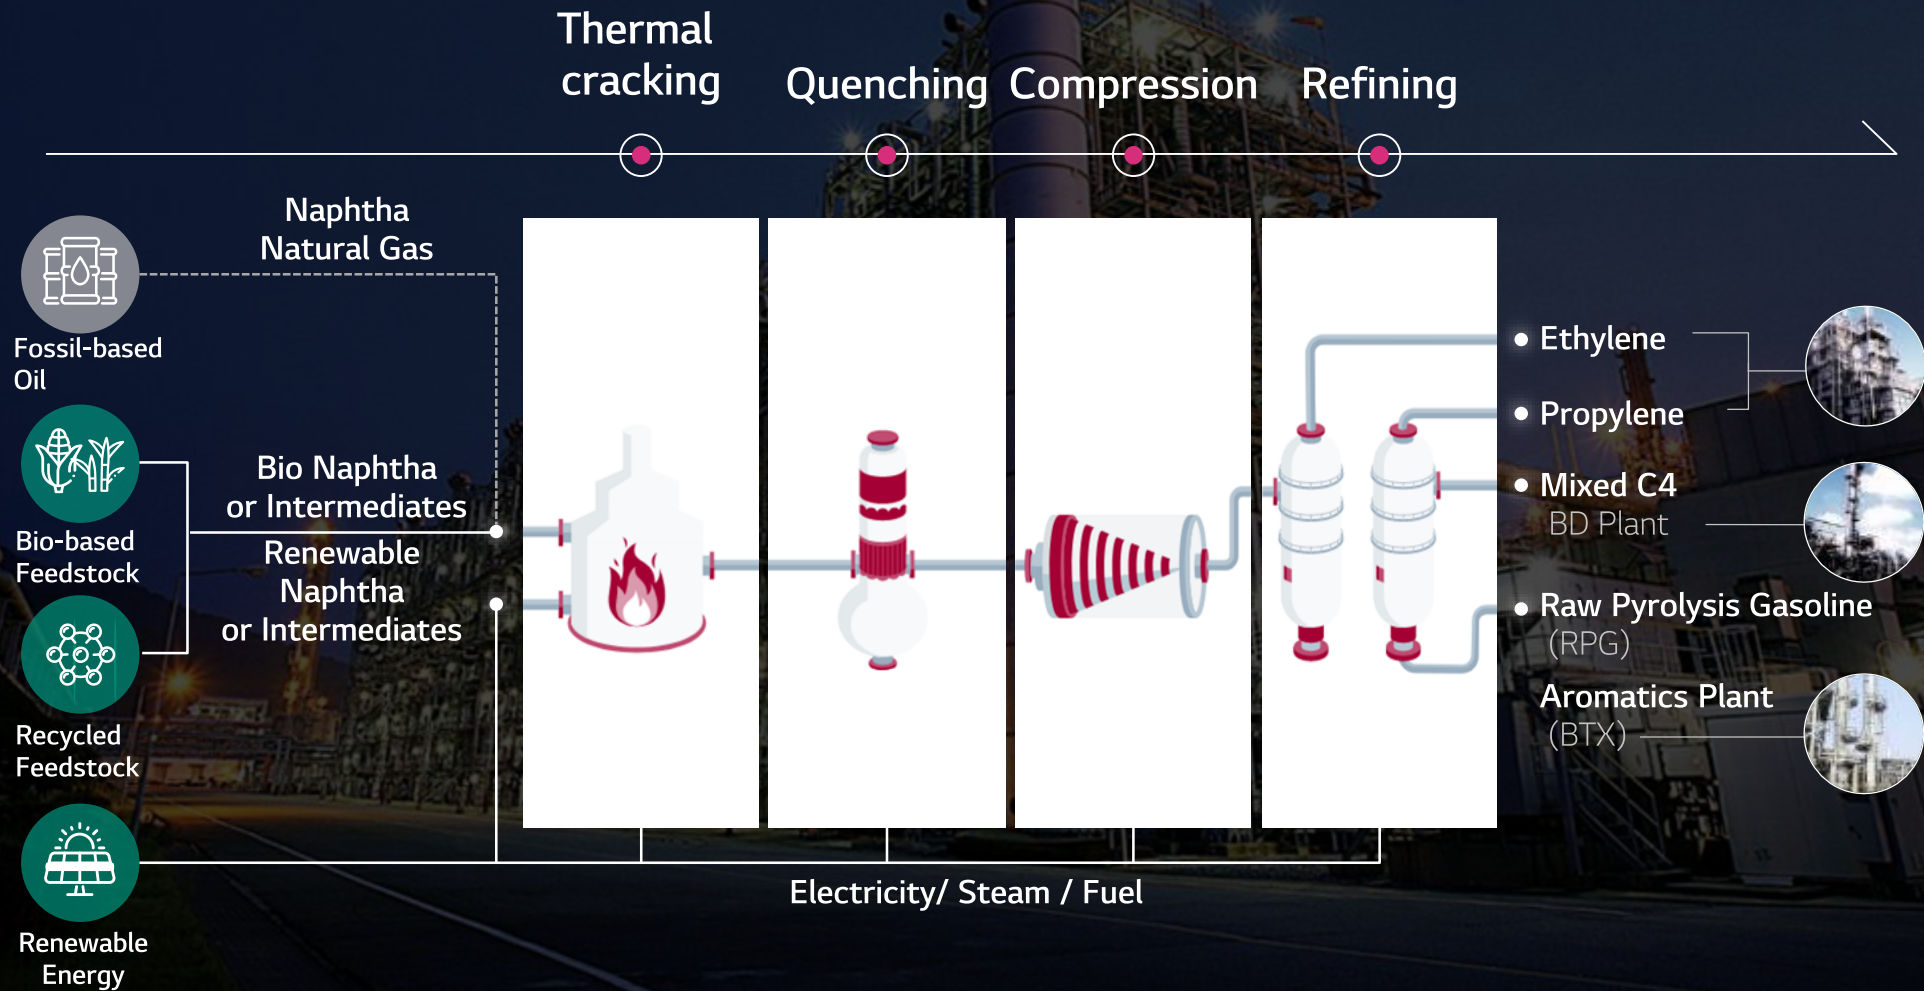 Thermal
cracking
Quenching
Compression
Refining
Naphtha
Natural Gas
Fossil-based
Oil
Bio Naphtha
or Intermediates
Bio-based
Feedstock
Renewable
Naphtha
or Intermediates
Recycled
Feedstock
Renewable
Energy
Electricity/ Steam / Fuel
Ethylene
Propylene
Mixed C4
BD Plant
Raw Pyrolysis Gasoline
(RPG)
Aromatics Plant
(BTX)